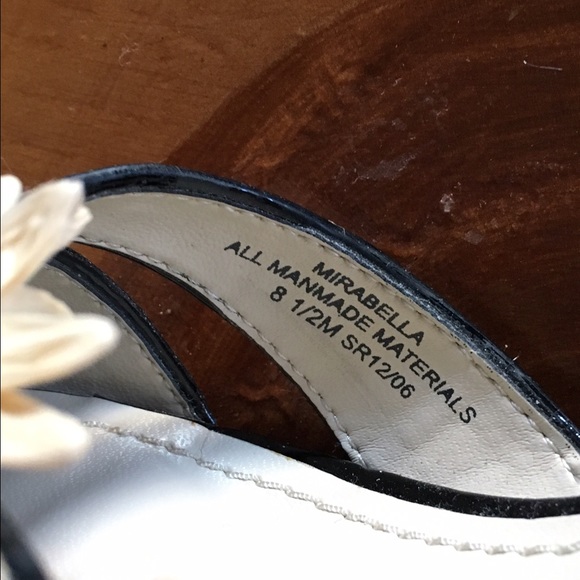 MIRABELLA
ALL MANMADE MATERIALS
8 1/2M SR12/06